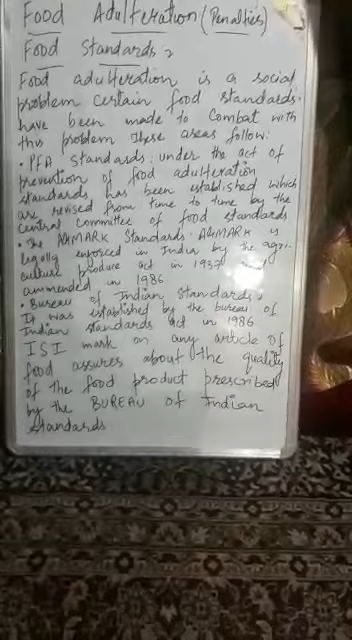 Food Adulteration (Penalties)
Food Standards:
Food adulteration is a social
problem certain food standards
have been made to combat with
this problem these areas follow:
• PFA Standards: under the act of
prevention of food adulteration
standards has been established which
are revised from time to time by the
central committee of food standards
• The AGMARK Standards: AGMARK is
legally enforced in India by the agri-
culture produce act in 1937 and
ammended in 1986
• Bureau of Indian Standards:
It was established by the bureau of
Indian standards act in 1986
ISI mark on any article of
food assures about the quality
of the food product prescribed
by the BUREAU of Indian
standards